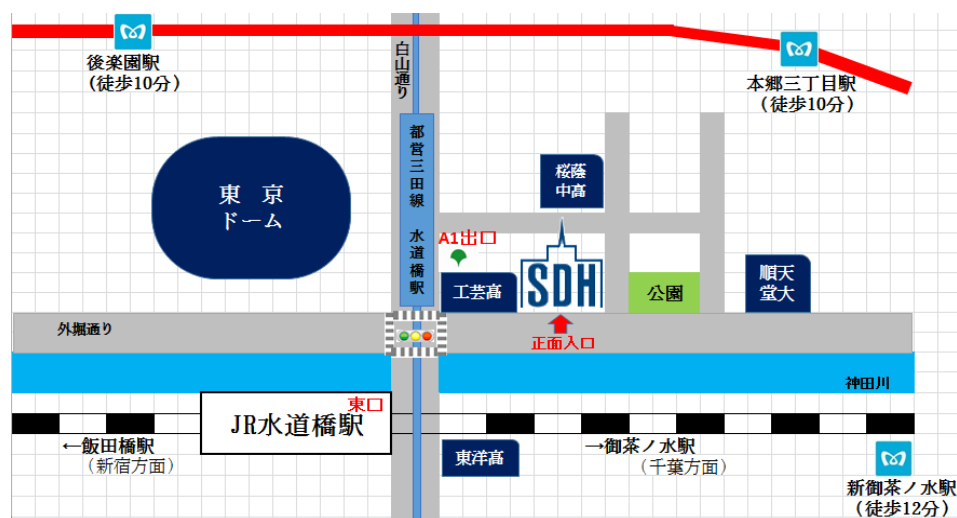 後楽園駅
(徒歩10分)
白山通り
本郷三丁目駅
(徒歩10分)
都営三田線 水道橋駅
桜蔭
中高
東 京
ドーム
A1出口
工芸高
SDH
公園
順天
堂大
外堀通り
正面入口
神田川
東口
JR水道橋駅
←飯田橋駅
(新宿方面)
東洋高
→御茶ノ水駅
(千葉方面)
新御茶ノ水駅
(徒歩12分)